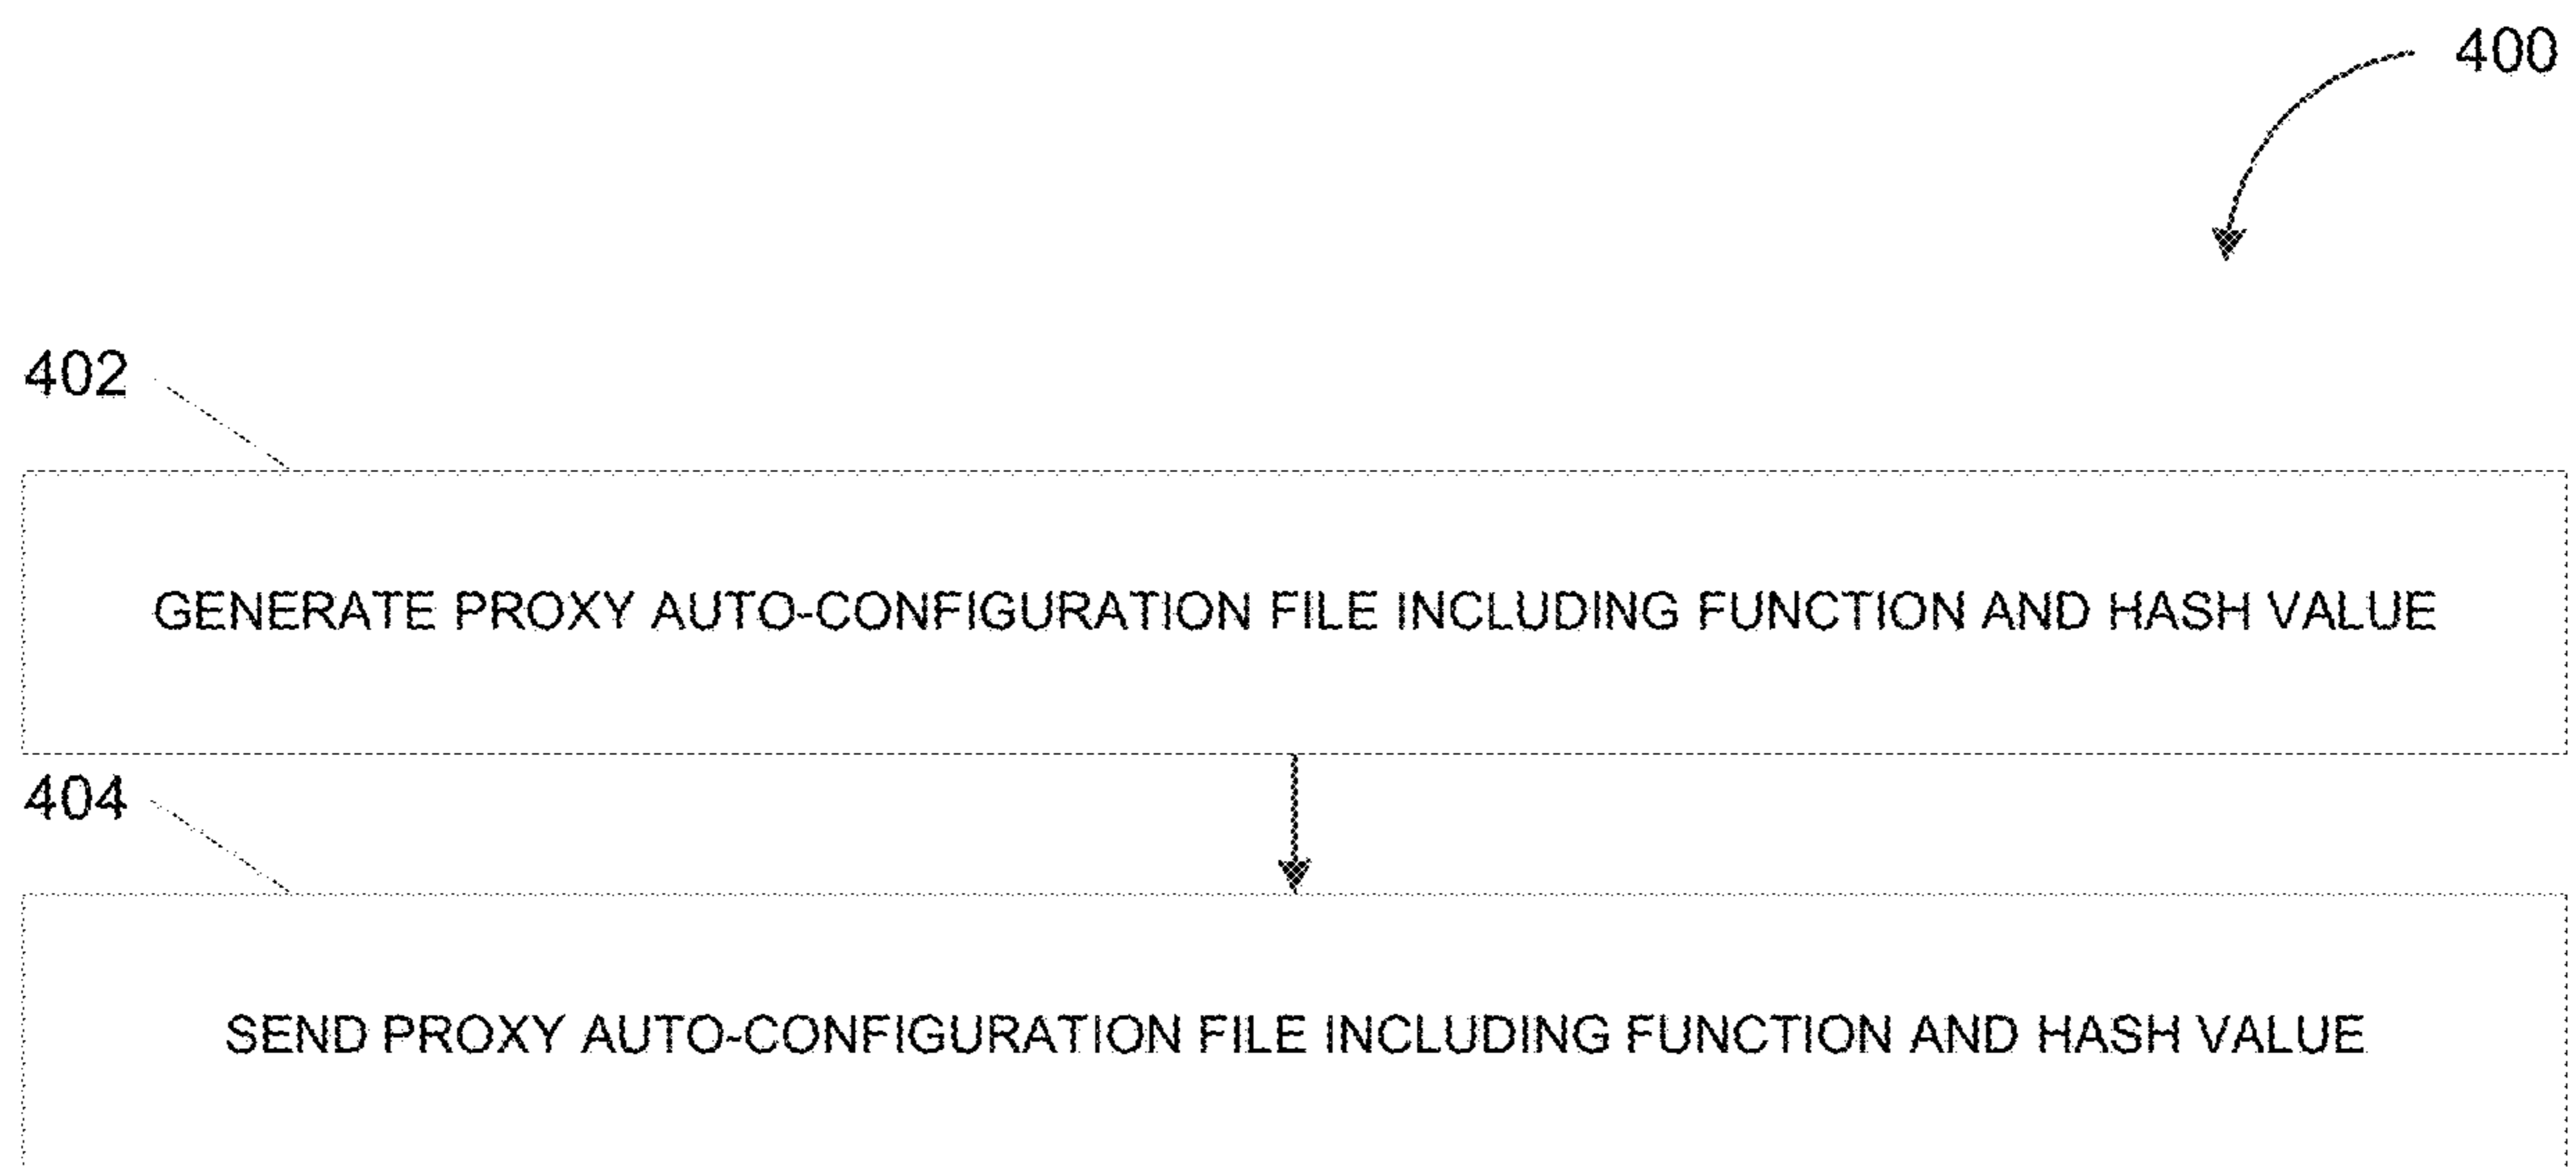 400
402
GENERATE PROXY AUTO-CONFIGURATION FILE INCLUDING FUNCTION AND HASH VALUE
404
SEND PROXY AUTO-CONFIGURATION FILE INCLUDING FUNCTION AND HASH VALUE